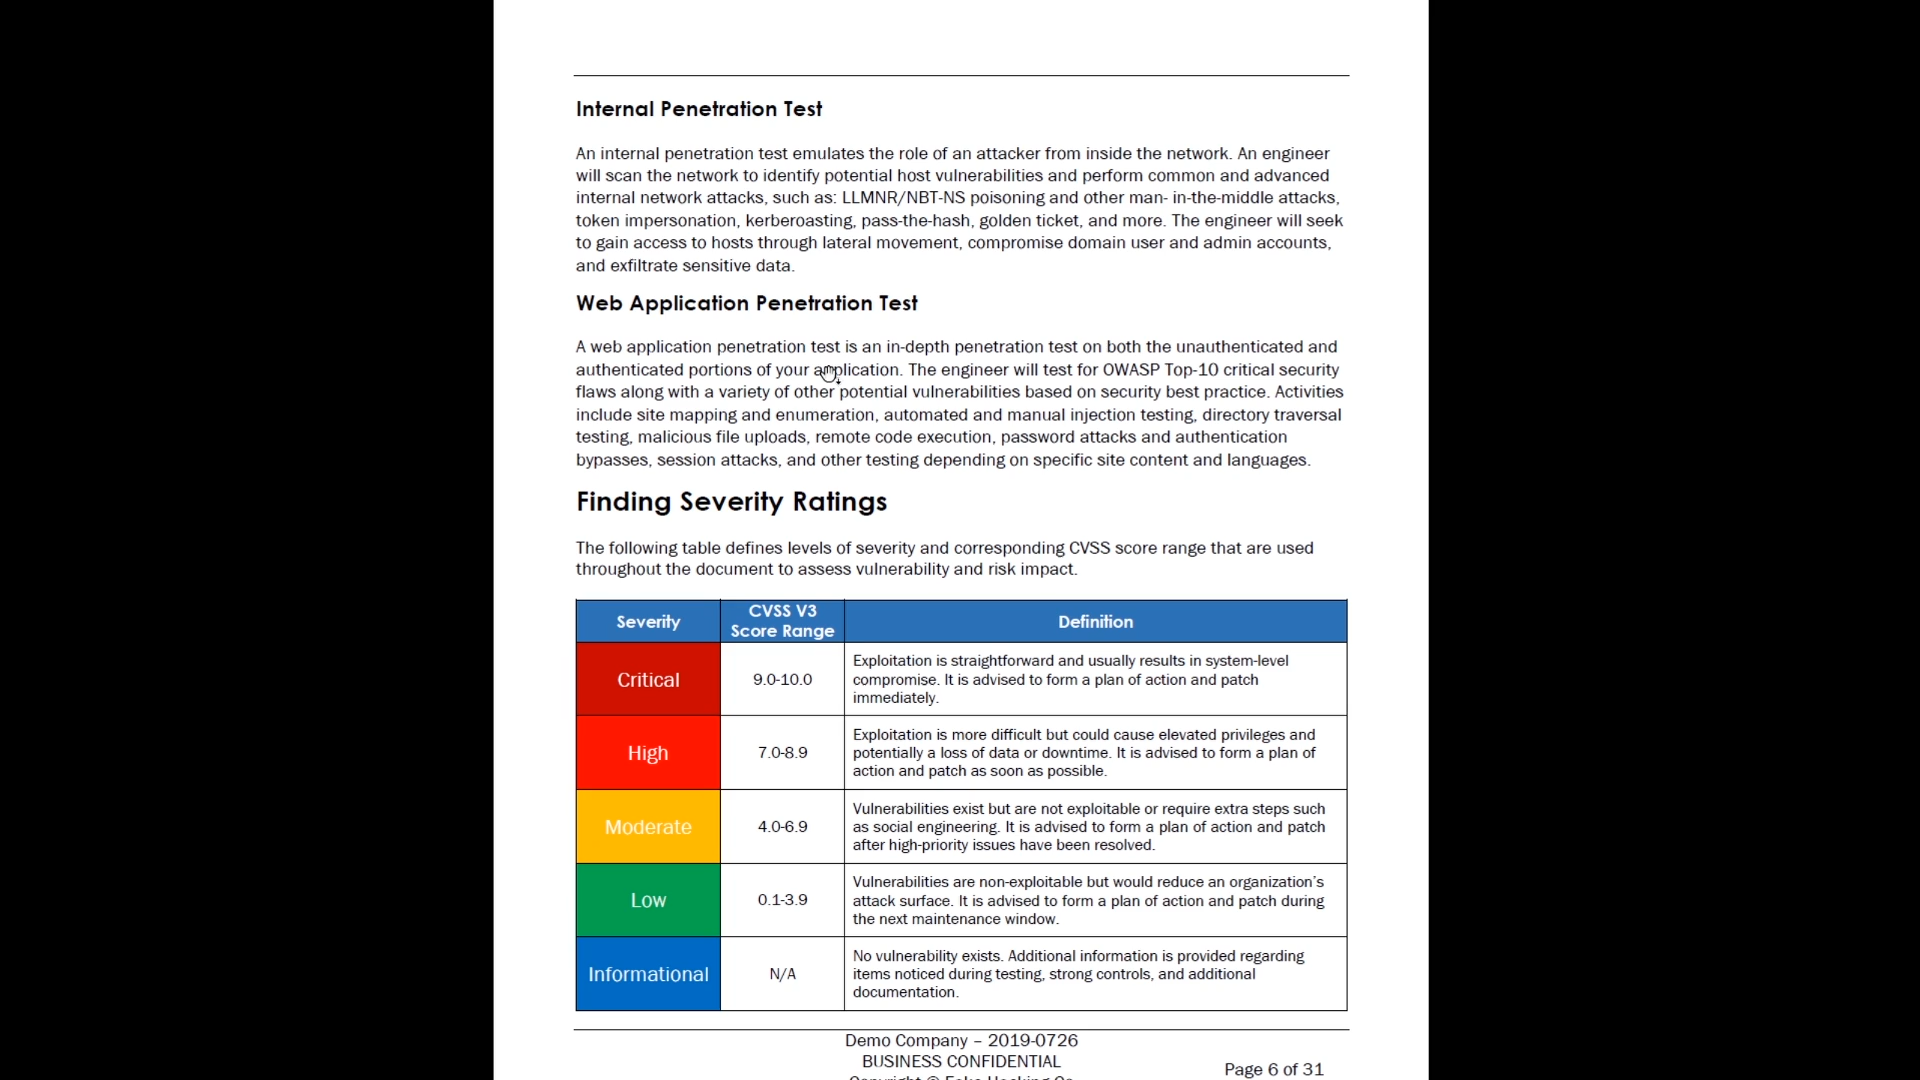 Internal Penetration Test
An internal penetration test emulates the role of an attacker from inside the network. An engineer
will scan the network to identify potential host vulnerabilities and perform common and advanced
internal network attacks, such as: LLMNR/NBT-NS poisoning and other man- in-the-middle attacks,
token impersonation, kerberoasting, pass-the-hash, golden ticket, and more. The engineer will seek
to gain access to hosts through lateral movement, compromise domain user and admin accounts,
and exfiltrate sensitive data.
Web Application Penetration Test
A web application penetration test is an in-depth penetration test on both the unauthenticated and
authenticated portions of your application. The engineer will test for OWASP Top-10 critical security
flaws along with a variety of other potential vulnerabilities based on security best practice. Activities
include site mapping and enumeration, automated and manual injection testing, directory traversal
testing, malicious file uploads, remote code execution, password attacks and authentication
bypasses, session attacks, and other testing depending on specific site content and languages.
Finding Severity Ratings
The following table defines levels of severity and corresponding CVSS score range that are used
throughout the document to assess vulnerability and risk impact.
Severity
CVSS V3
Score Range
Definition
Critical
9.0-10.0
Exploitation is straightforward and usually results in system-level
compromise. It is advised to form a plan of action and patch
immediately.
High
7.0-8.9
Exploitation is more difficult but could cause elevated privileges and
potentially a loss of data or downtime. It is advised to form a plan of
action and patch as soon as possible.
Moderate
4.0-6.9
Vulnerabilities exist but are not exploitable or require extra steps such
as social engineering. It is advised to form a plan of action and patch
after high-priority issues have been resolved.
Low
0.1-3.9
Vulnerabilities are non-exploitable but would reduce an organization's
attack surface. It is advised to form a plan of action and patch during
the next maintenance window.
Informational
N/A
No vulnerability exists. Additional information is provided regarding
items noticed during testing, strong controls, and additional
documentation.
Demo Company – 2019-0726
BUSINESS CONFIDENTIAL
Page 6 of 31